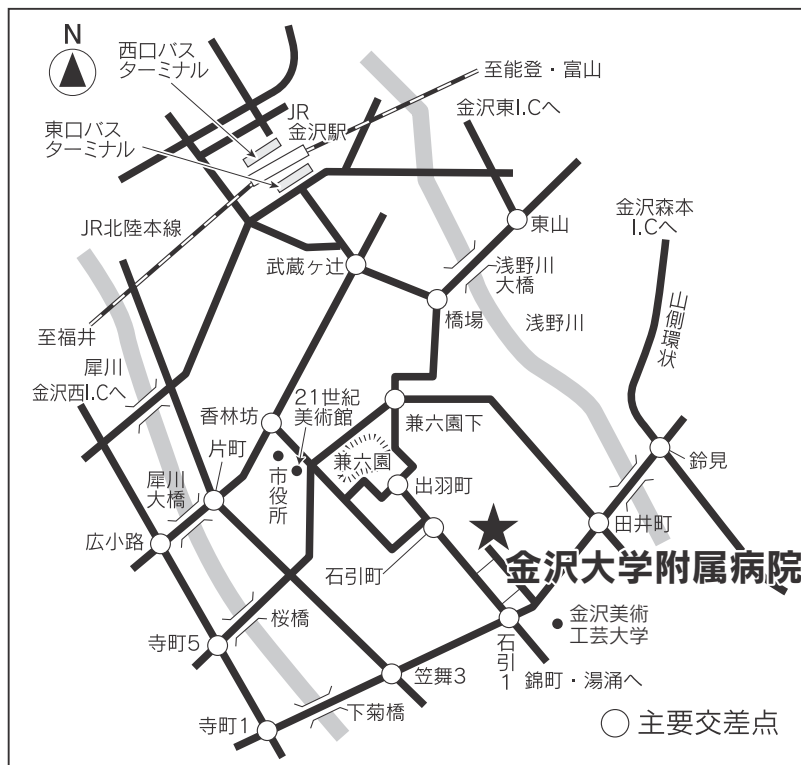 N
西口バス
ターミナル
至能登・富山
JR
金沢駅
金沢東I.Cへ
東口バス
ターミナル
金沢森本
I.Cへ
東山
JR北陸本線
武蔵ヶ辻
浅野川
大橋
橋場
浅野川
山側環状
至福井
犀川
金沢西I.Cへ
21世紀
美術館
香林坊
兼六園下
片町
兼六園
鈴見
市役所
出羽町
犀川
大橋
田井町
広小路
石引町
金沢大学附属病院
桜橋
金沢美術
工芸大学
寺町5
石引1
笠舞3
錦町・湯涌へ
下菊橋
寺町1
主要交差点